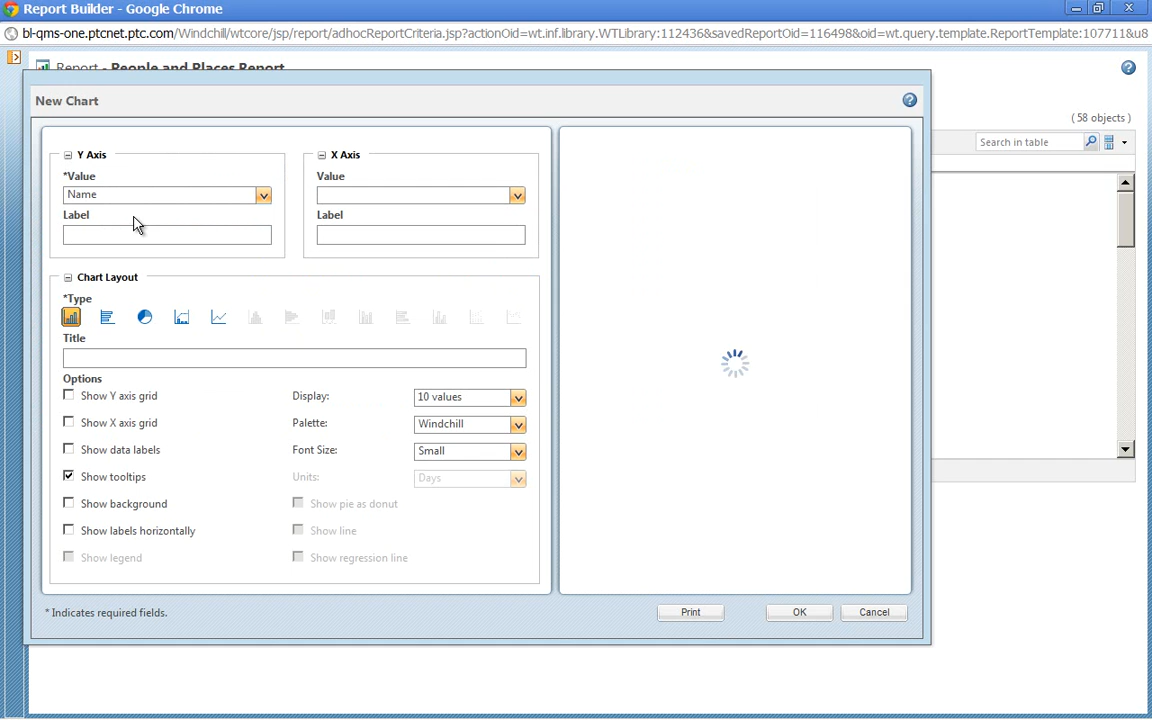 Report Builder - Google Chrome
bl-qms-one.ptcnet.ptc.com/Windchill/wtcore/jsp/report/adhocReportCriteria.jsp?actionOid=wt.inf.library.WTLibrary:112436&savedReportOid=116498&oid=wt.query.template.ReportTemplate:107711&u8
Report - People and Places Report
New Chart
( 58 objects )
Search in table
Y Axis
X Axis
*Value
Value
Name
Label
Label
Chart Layout
*Type
Title
Options
Show Y axis grid
Display:
10 values
Show X axis grid
Palette:
Windchill
Show data labels
Font Size:
Small
Show tooltips
Units:
Days
Show background
Show pie as donut
Show labels horizontally
Show line
Show legend
Show regression line
* Indicates required fields.
Print
OK
Cancel